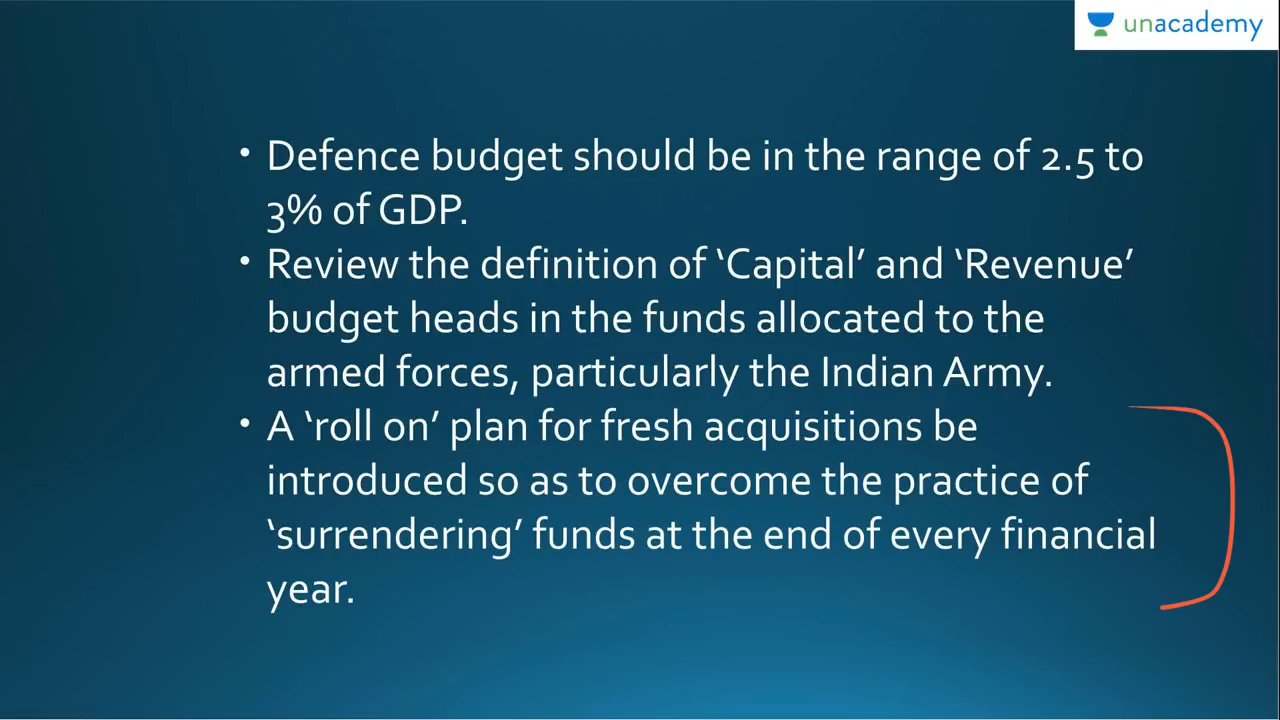 unacademy
• Defence budget should be in the range of 2.5 to
3% of GDP.
• Review the definition of ‘Capital’ and ‘Revenue’
budget heads in the funds allocated to the
armed forces, particularly the Indian Army.
• A ‘roll on’ plan for fresh acquisitions be
introduced so as to overcome the practice of
‘surrendering’ funds at the end of every financial
year.